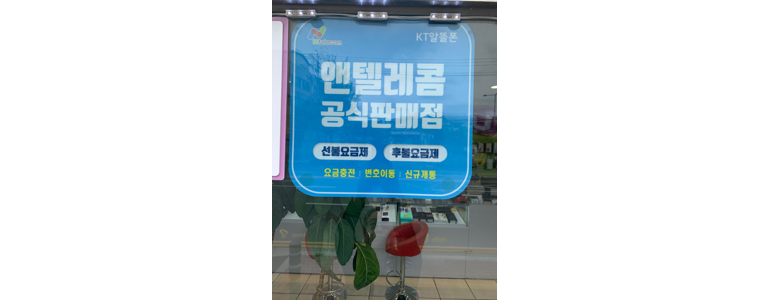 KT알뜰폰
앤텔레콤
공식판매점
선불요금제 후불요금제
요금충전 | 번호이동 | 신규개통